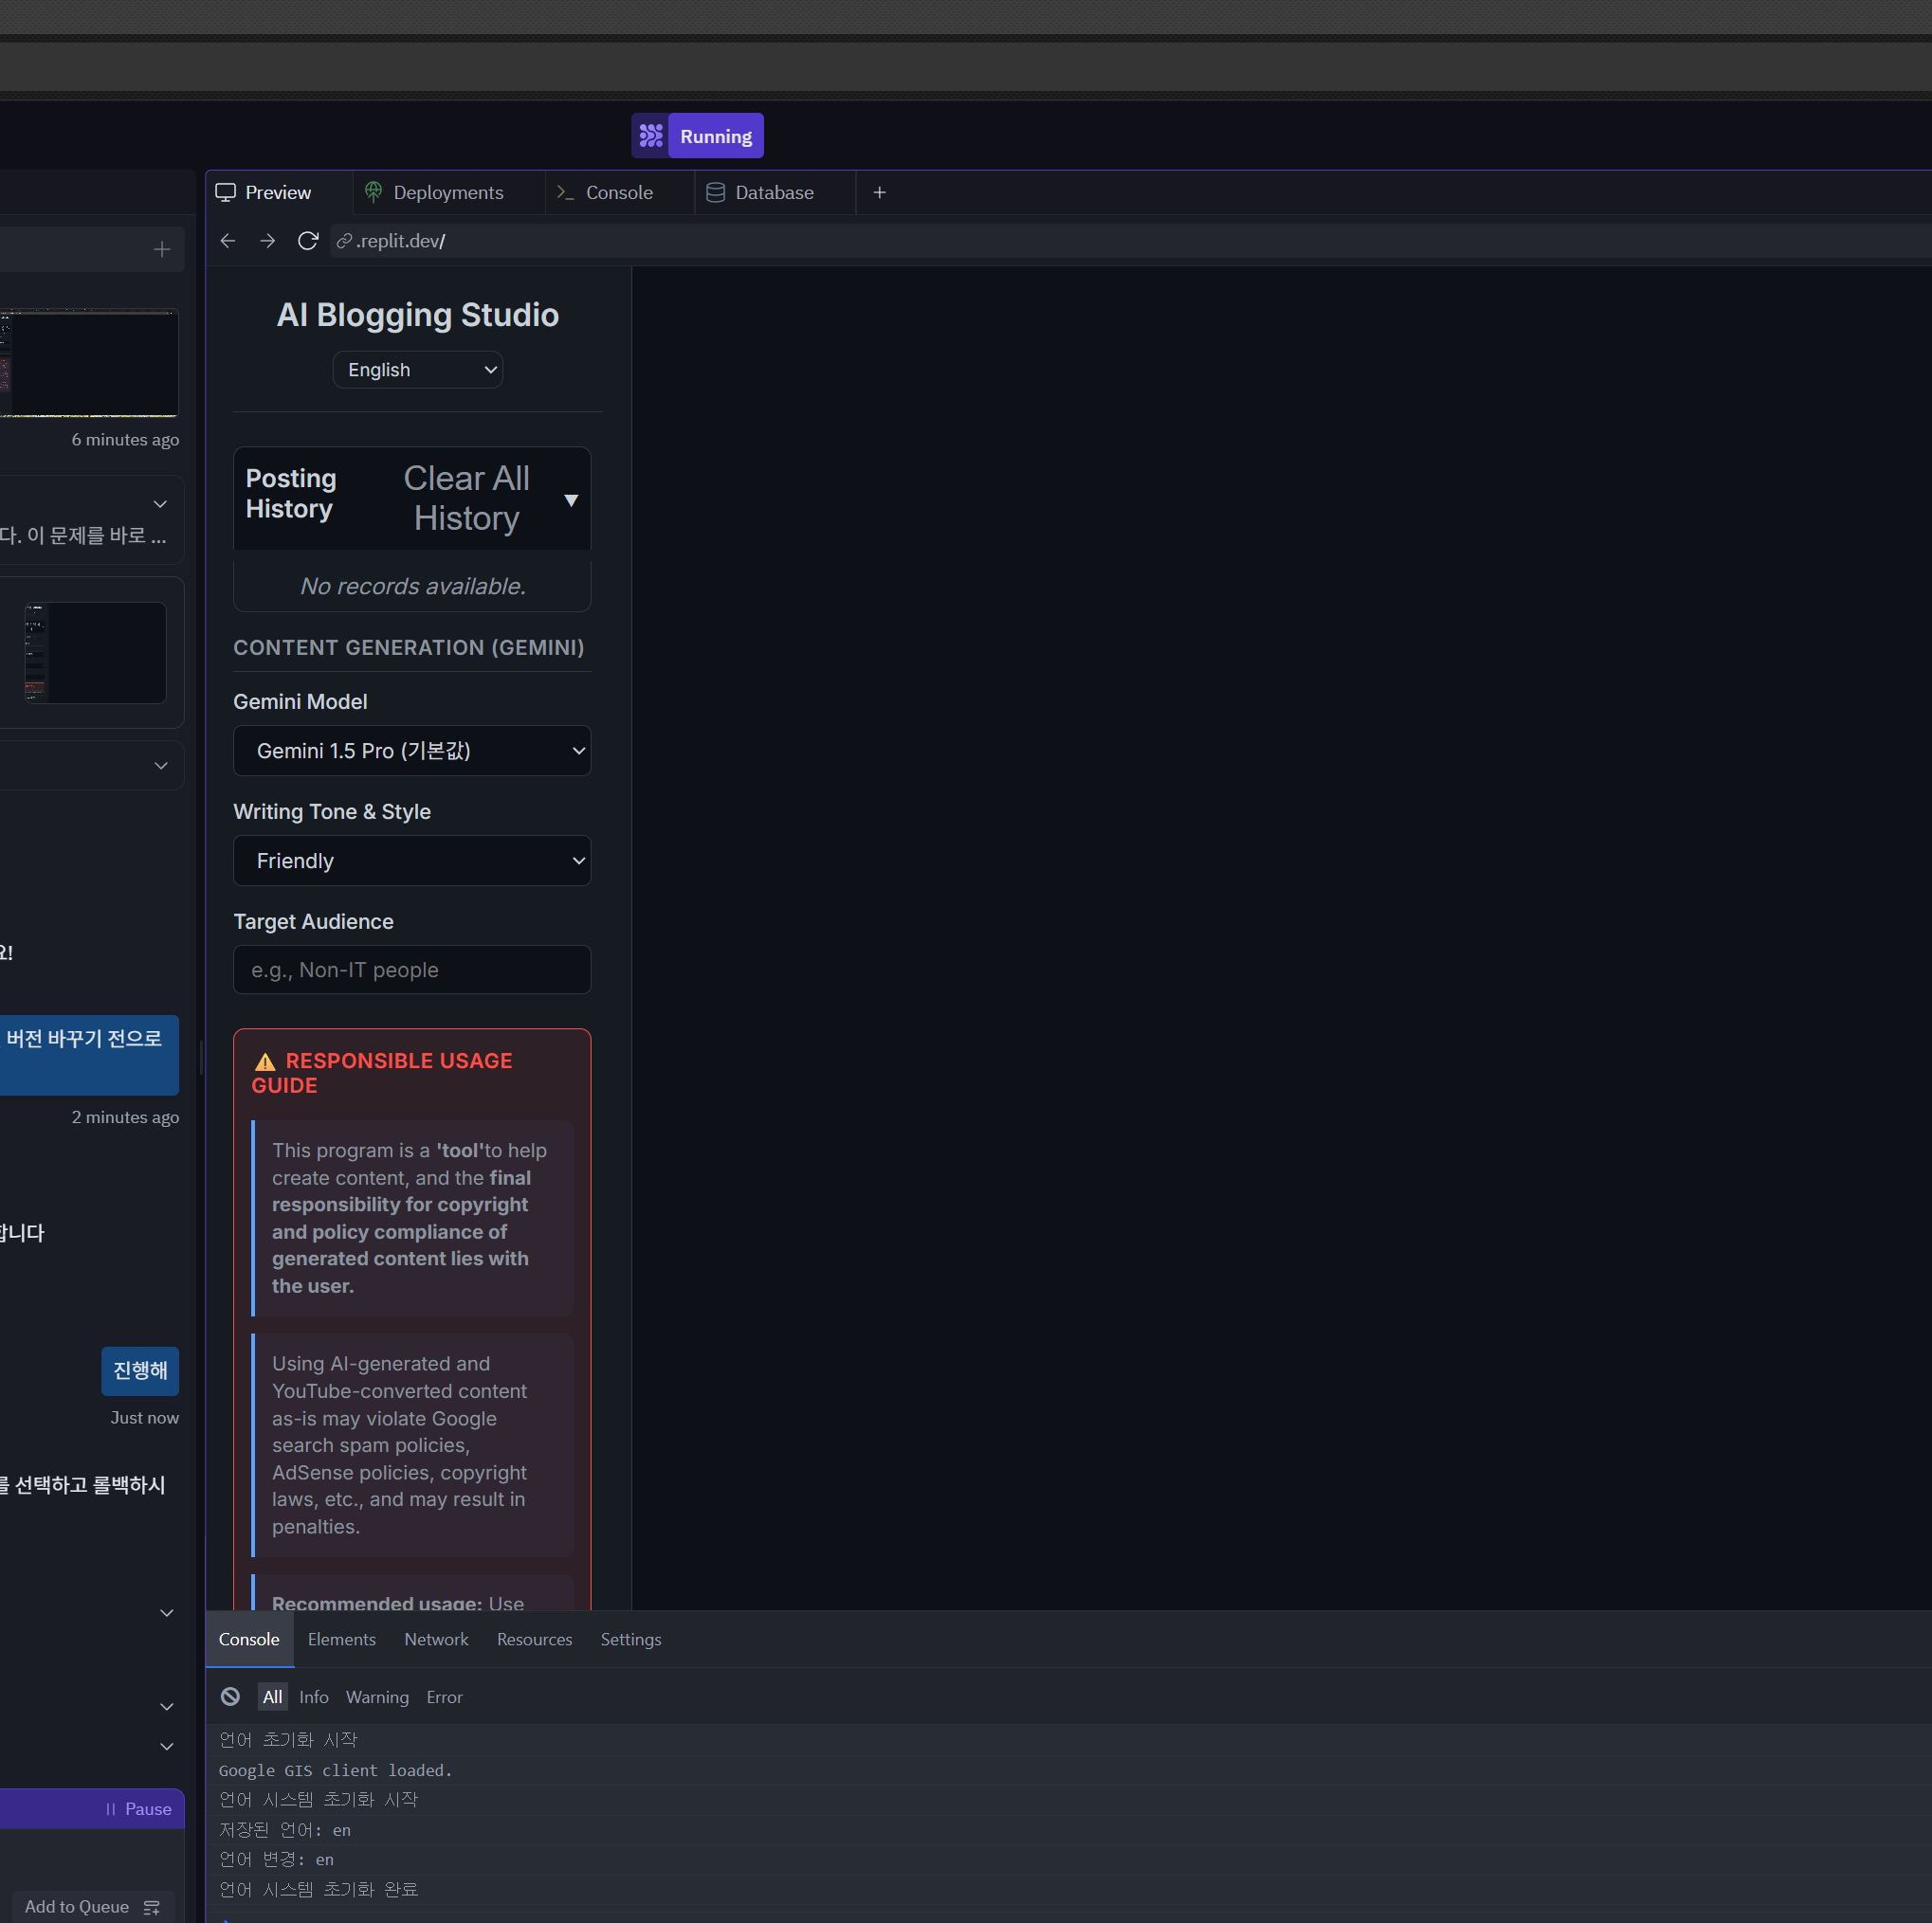 Running
Preview
Deployments
Console
Database
.replit.dev/
6 minutes ago
다. 이 문제를 바로 ...
요!
버전 바꾸기 전으로
2 minutes ago
합니다
진행해
Just now
를 선택하고 롤백하시
Pause
Add to Queue
AI Blogging Studio
English
Posting
History
Clear All
History
▼
No records available.
CONTENT GENERATION (GEMINI)
Gemini Model
Gemini 1.5 Pro (기본값)
Writing Tone & Style
Friendly
Target Audience
e.g., Non-IT people
⚠️ RESPONSIBLE USAGE
GUIDE
This program is a 'tool'to help
create content, and the final
responsibility for copyright
and policy compliance of
generated content lies with
the user.
Using AI-generated and
YouTube-converted content
as-is may violate Google
search spam policies,
AdSense policies, copyright
laws, etc., and may result in
penalties.
Recommended usage: Use
Console
Elements
Network
Resources
Settings
All
Info
Warning
Error
언어 초기화 시작
Google GIS client loaded.
언어 시스템 초기화 시작
저장된 언어: en
언어 변경: en
언어 시스템 초기화 완료